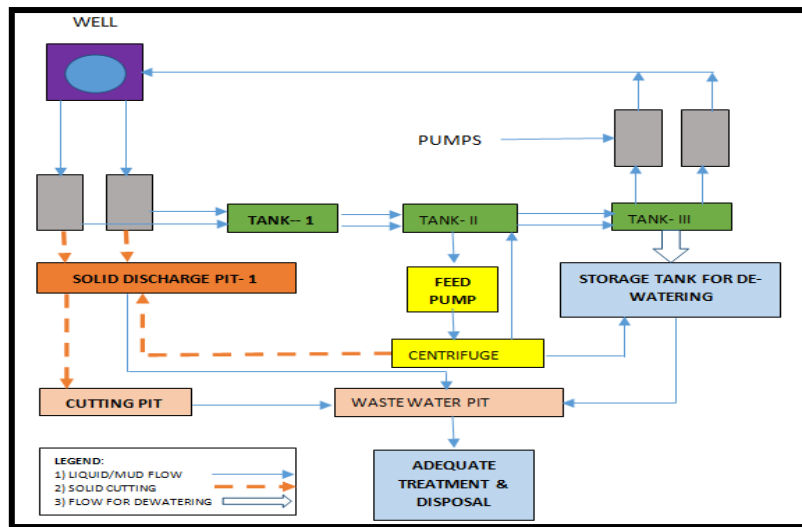 WELL
PUMPS
TANK-- 1
TANK- II
TANK- III
SOLID DISCHARGE PIT- 1
FEED
PUMP
STORAGE TANK FOR DE-
WATERING
CENTRIFUGE
CUTTING PIT
WASTE WATER PIT
LEGEND:
1) LIQUID/MUD FLOW
2) SOLID CUTTING
3) FLOW FOR DEWATERING
ADEQUATE
TREATMENT &
DISPOSAL